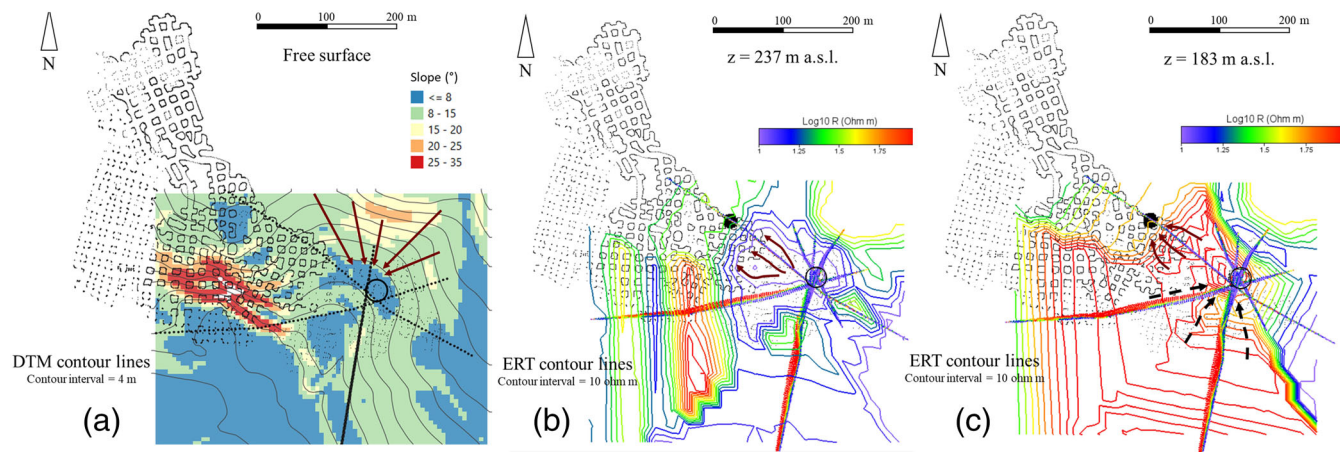 0 100 200 m
N
Free surface
Slope (°)
<= 8
8 - 15
15 - 20
20 - 25
25 - 35
DTM contour lines
Contour interval = 4 m
(a)
0 100 200 m
N
z = 237 m a.s.l.
Log10 R (Ohm m)
1 1.25 1.5 1.75
ERT contour lines
Contour interval = 10 ohm m
(b)
0 100 200 m
N
z = 183 m a.s.l.
Log10 R (Ohm m)
1 1.25 1.5 1.75
ERT contour lines
Contour interval = 10 ohm m
(c)